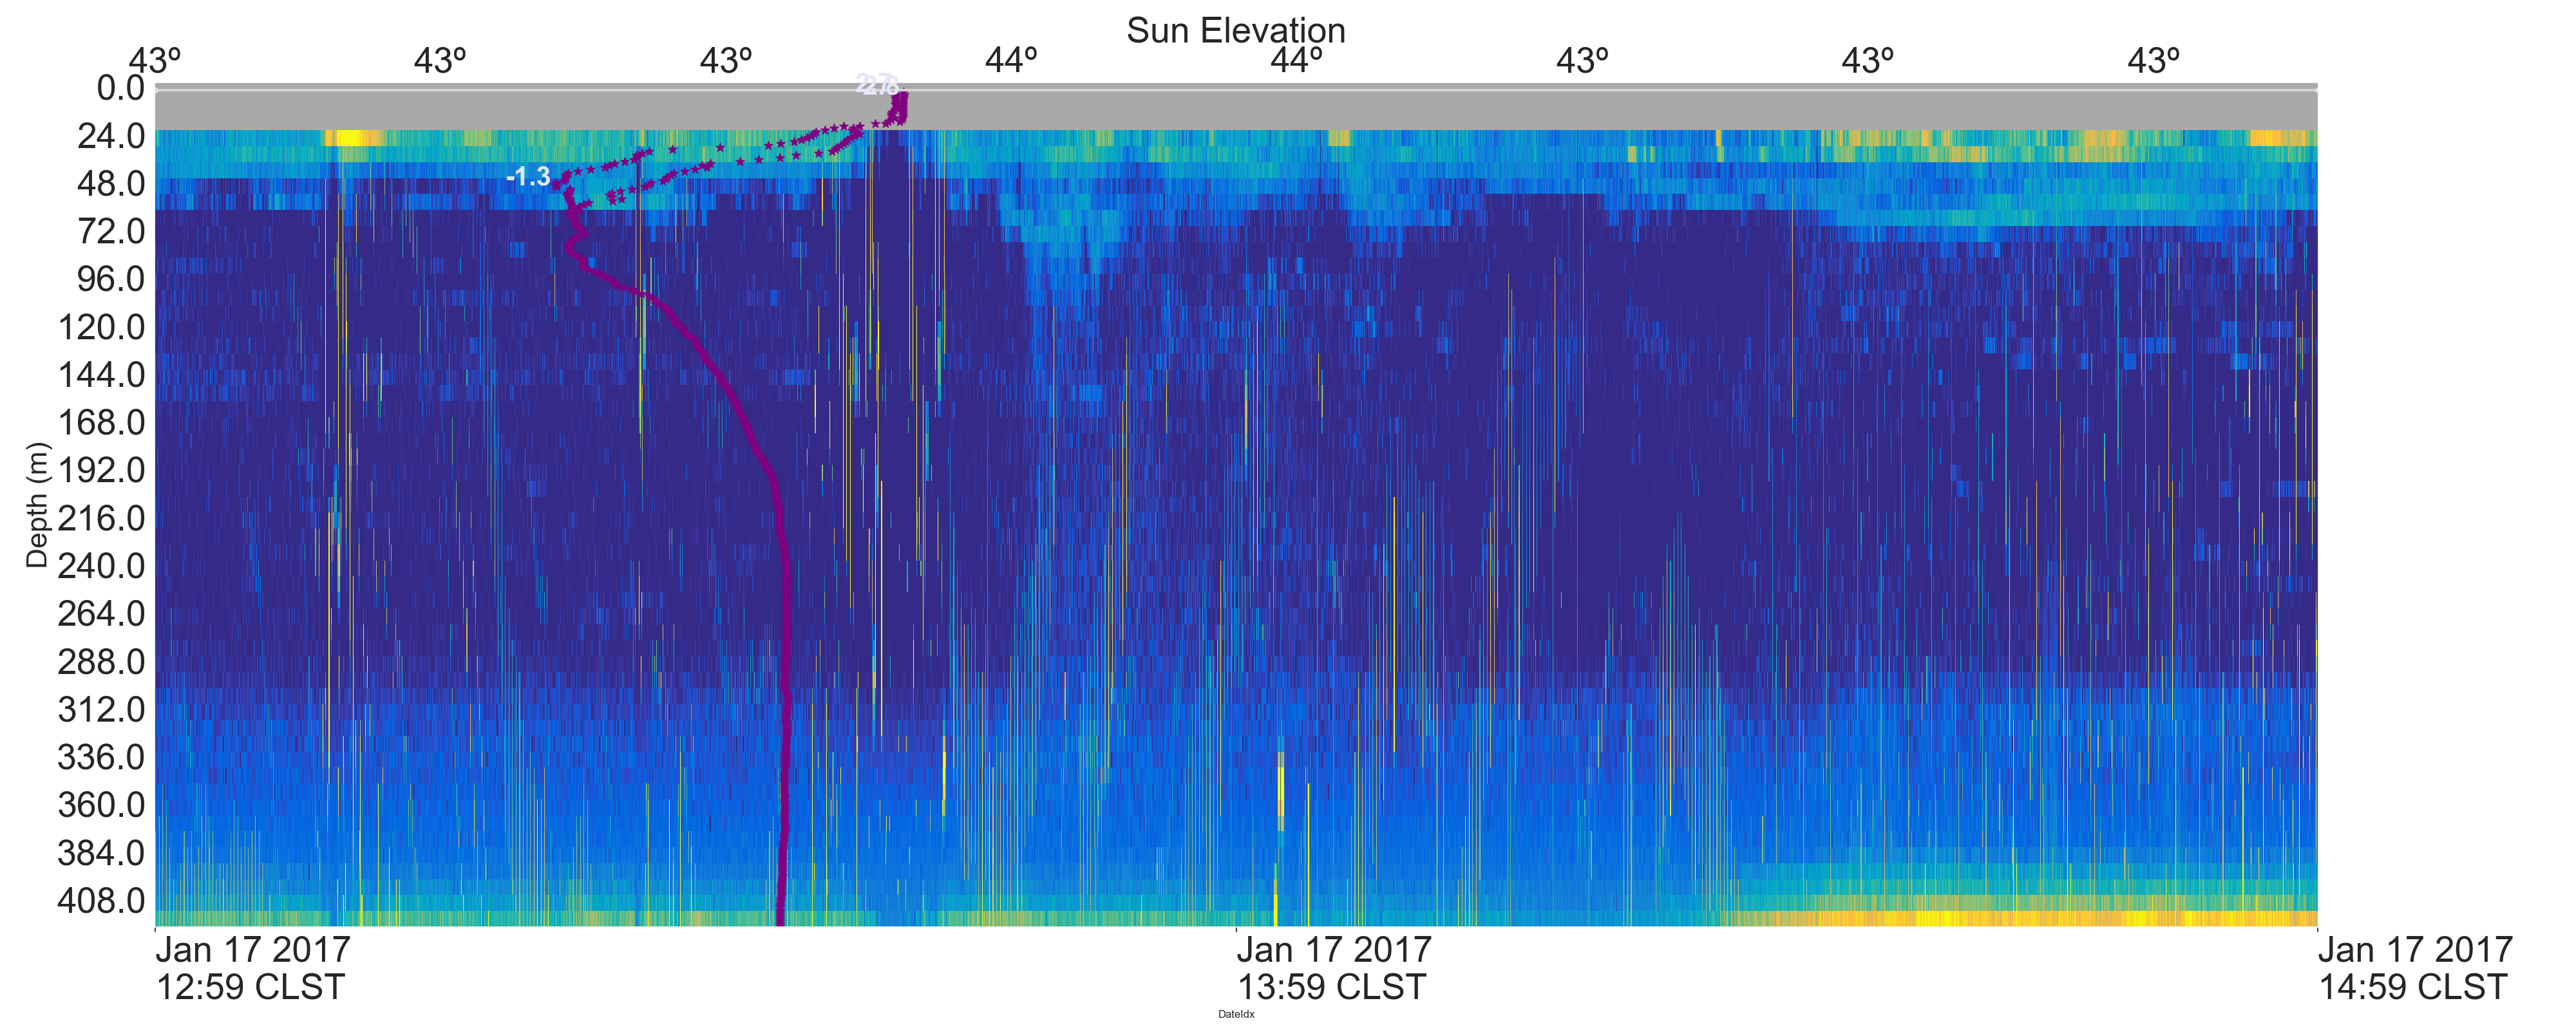 Sun Elevation
43º 43º 43º 44º 44º 43º 43º 43º
0.0
24.0
-1.3
48.0
72.0
96.0
120.0
144.0
168.0
192.0
216.0
240.0
264.0
288.0
312.0
336.0
360.0
384.0
408.0
Depth (m)
Jan 17 2017
12:59 CLST
Jan 17 2017
13:59 CLST
Jan 17 2017
14:59 CLST
DateIdx